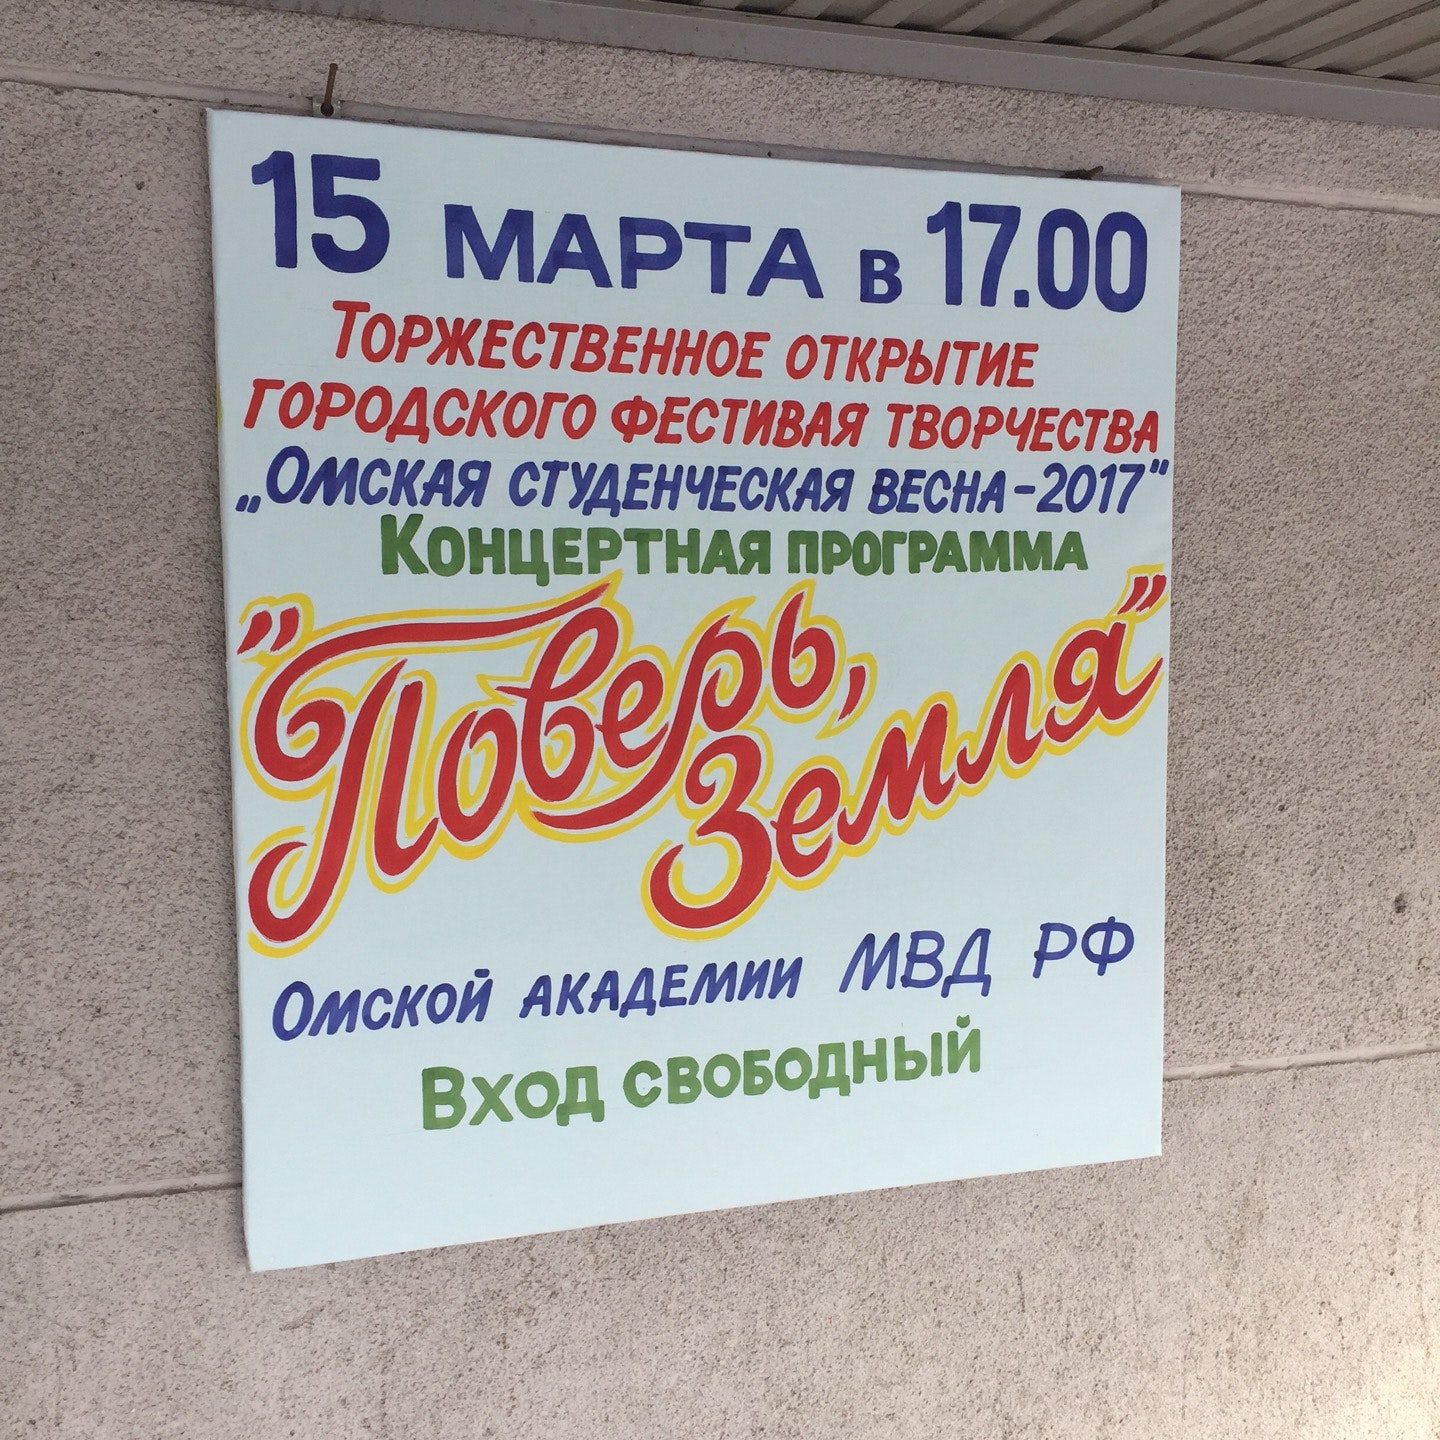 15 МАРТА в 17.00
ТОРЖЕСТВЕННОЕ ОТКРЫТИЕ
ГОРОДСКОГО ФЕСТИВАЯ ТВОРЧЕСТВА
„ОМСКАЯ СТУДЕНЧЕСКАЯ ВЕСНА-2017"
КОНЦЕРТНАЯ ПРОГРАММА
"Поверь,
Земля"
ОМСКОЙ АКАДЕМИИ МВД РФ
ВХОД СВОБОДНЫЙ